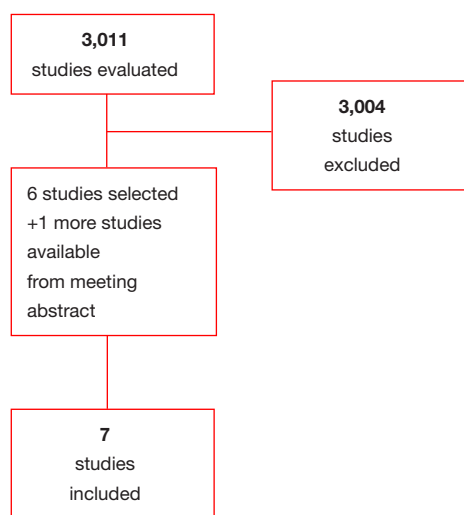 3,011
studies evaluated
3,004
studies
excluded
6 studies selected
+1 more studies
available
from meeting
abstract
7
studies
included